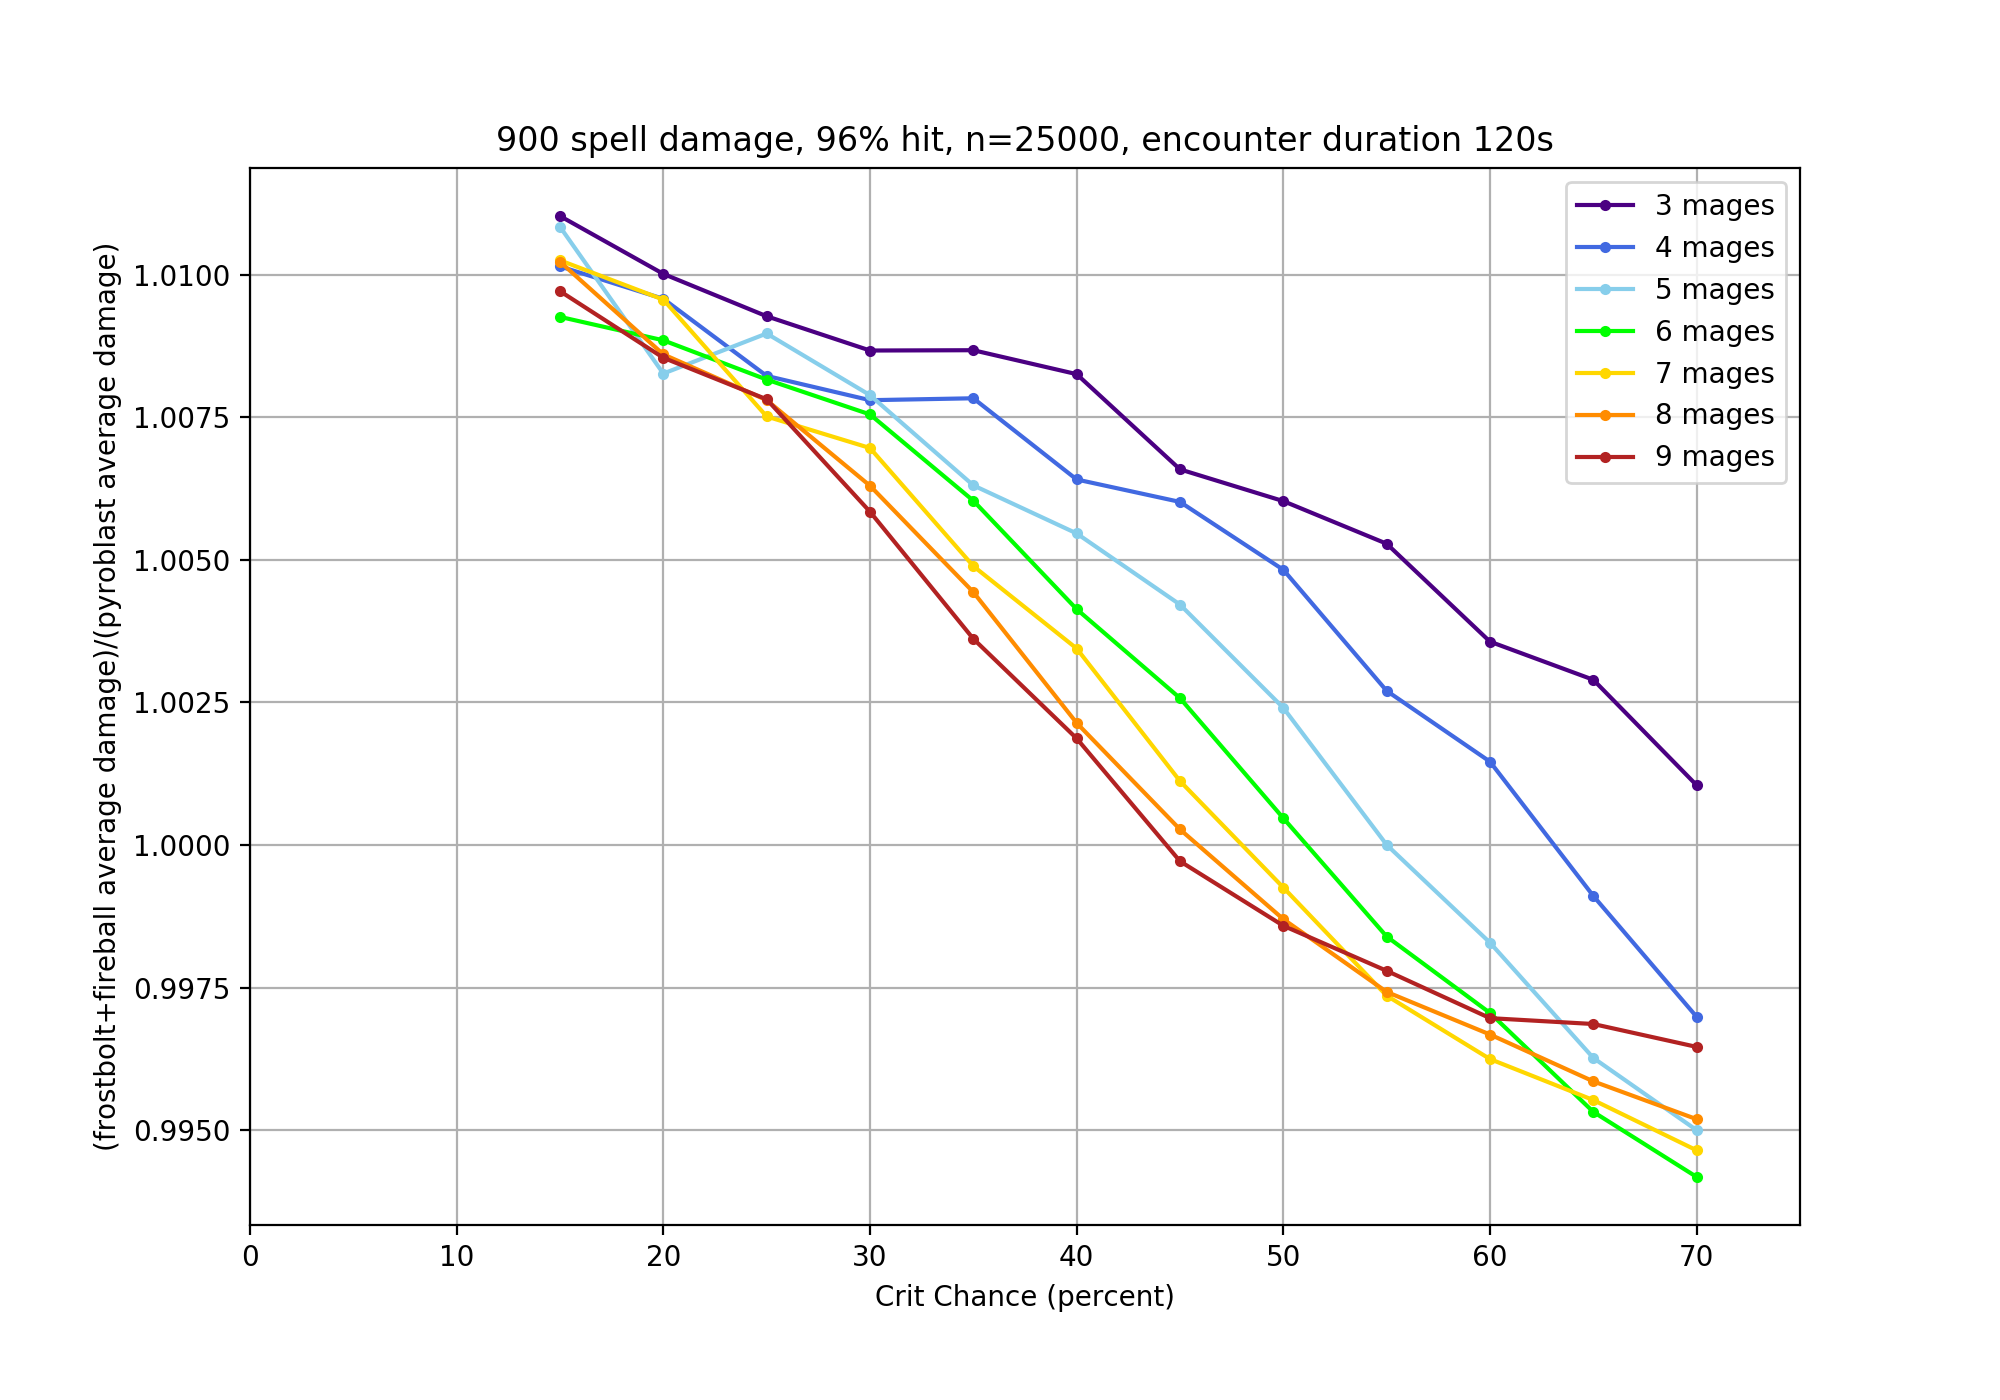 900 spell damage, 96% hit, n=25000, encounter duration 120s
(frostbolt+fireball average damage)/(pyroblast average damage)
1.0100
1.0075
1.0050
1.0025
1.0000
0.9975
0.9950
3 mages
4 mages
5 mages
6 mages
7 mages
8 mages
9 mages
0 10 20 30 40 50 60 70
Crit Chance (percent)